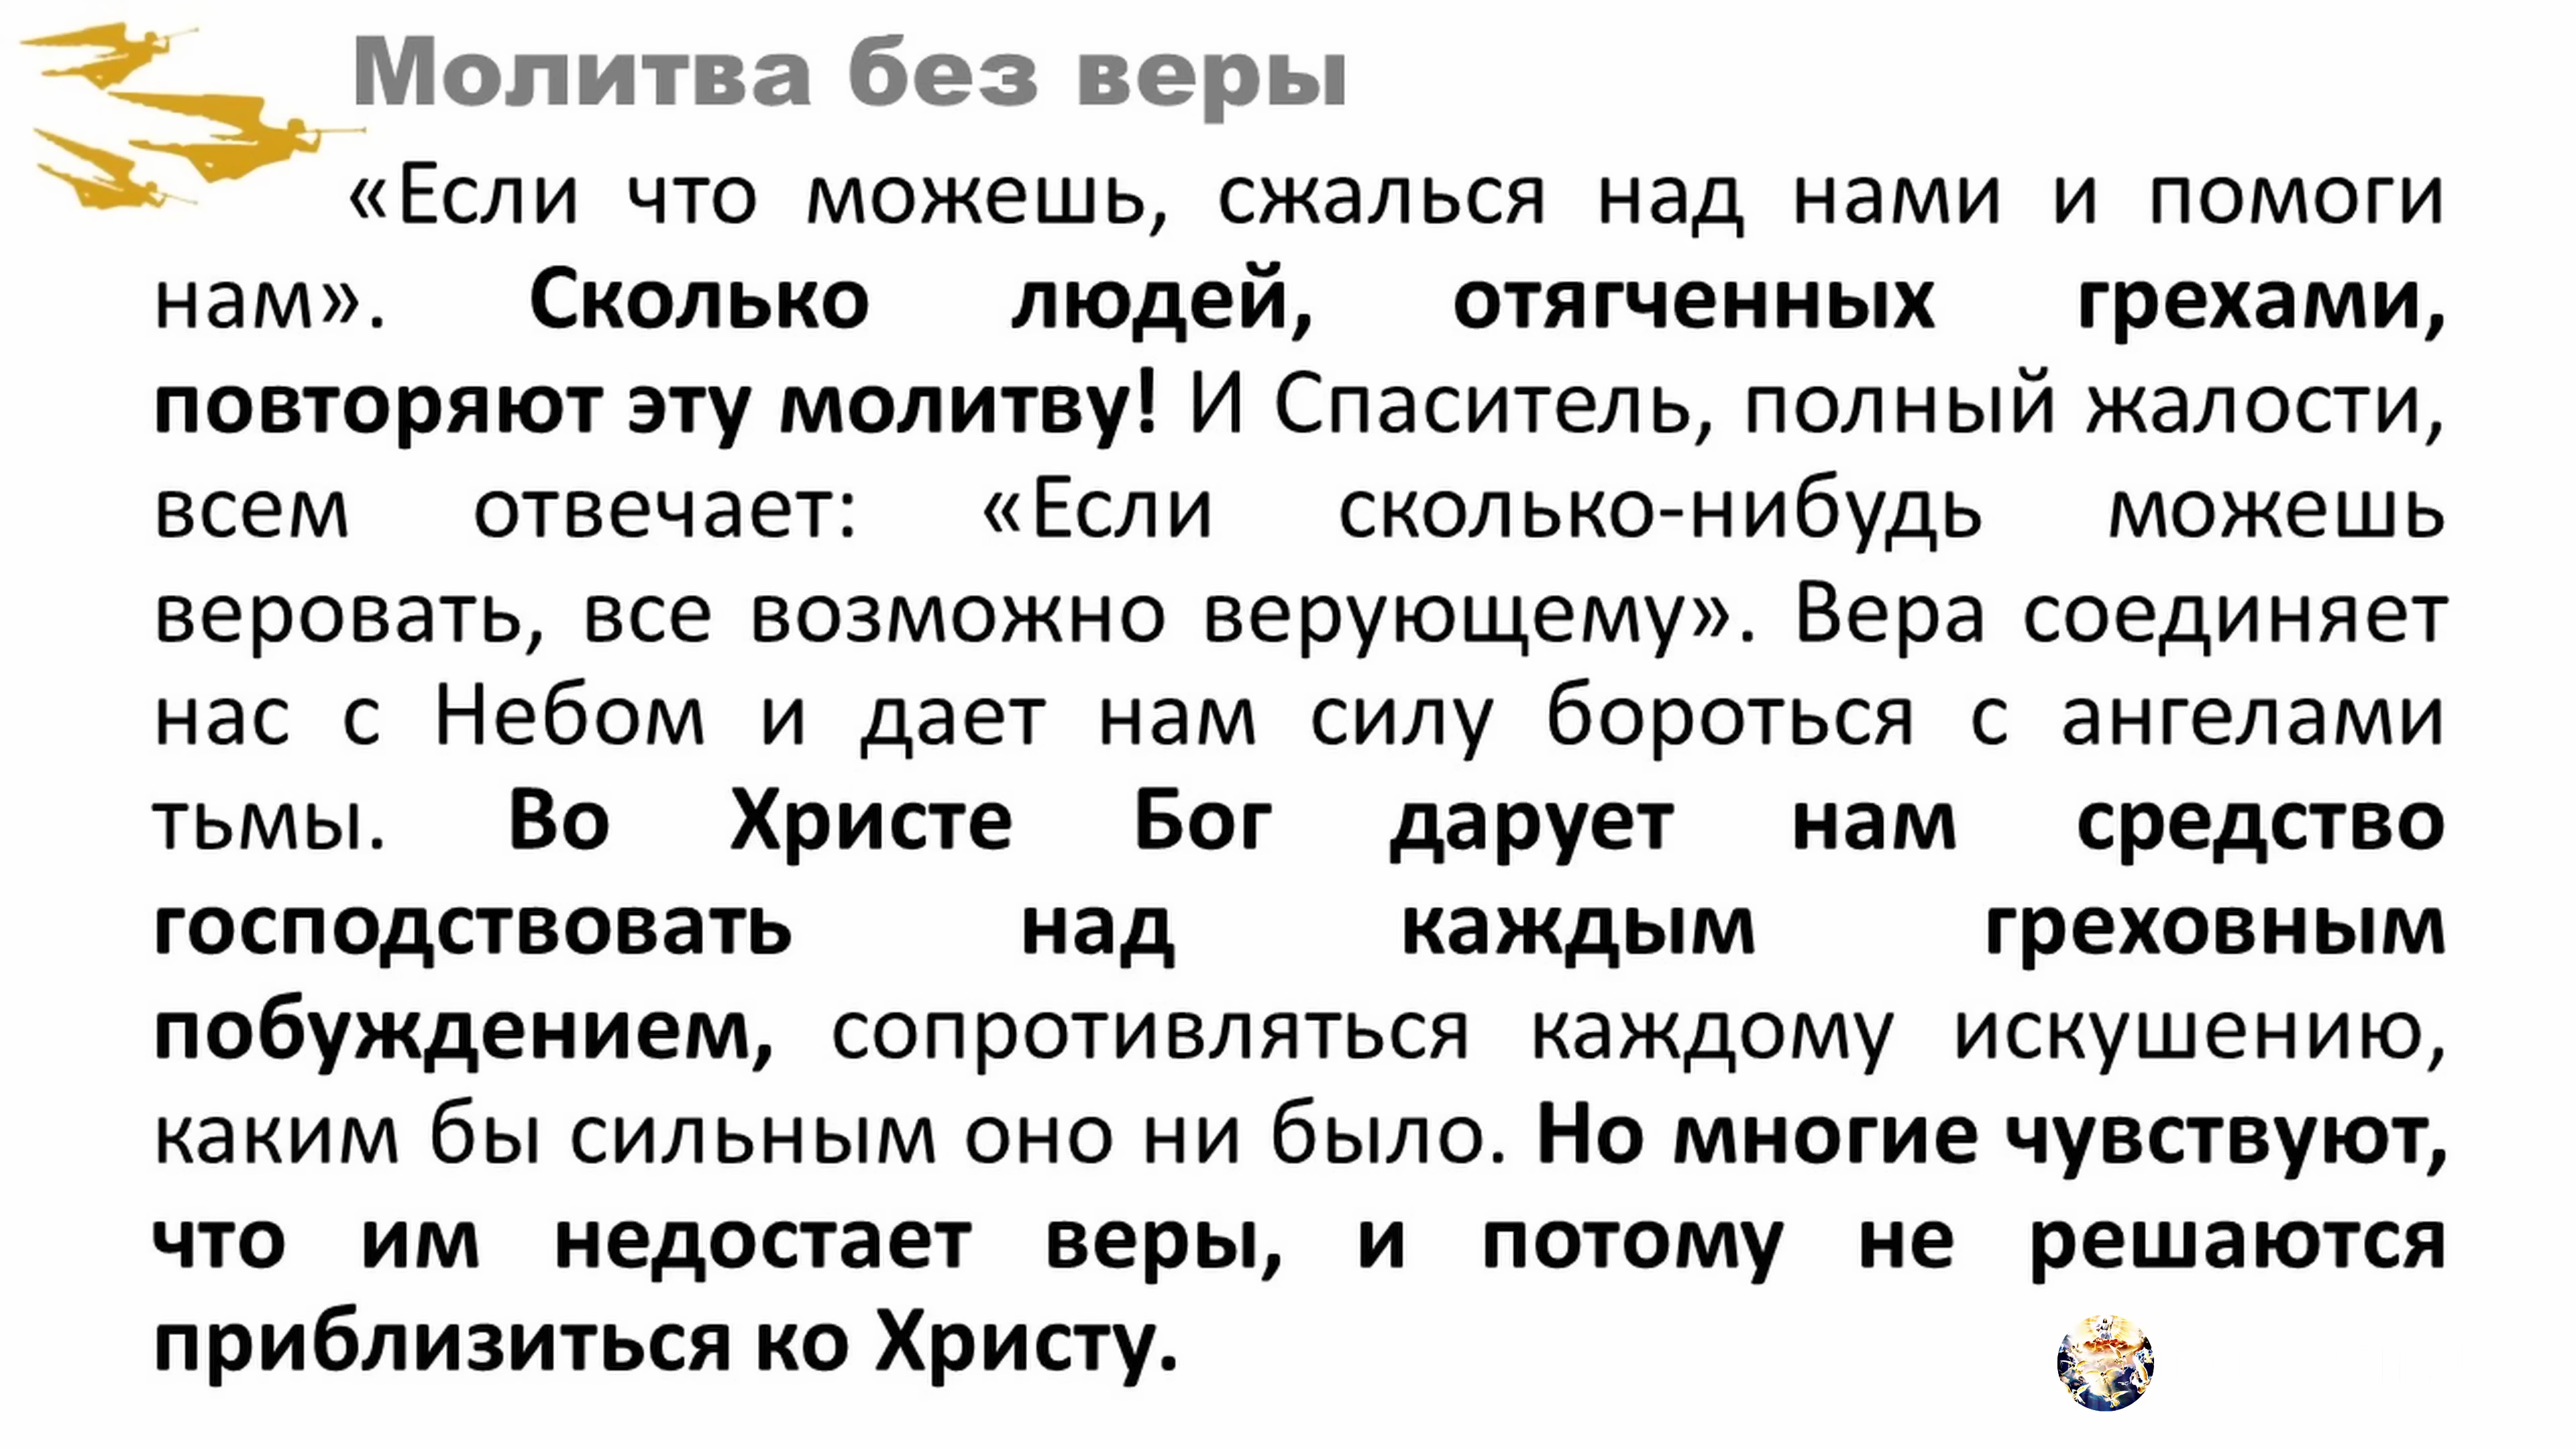 Молитва без веры
«Если что можешь, сжалься над нами и помоги
нам». Сколько людей, отягченных грехами,
повторяют эту молитву! И Спаситель, полный жалости,
всем отвечает: «Если сколько-нибудь можешь
веровать, все возможно верующему». Вера соединяет
нас с Небом и дает нам силу бороться с ангелами
тьмы. Во Христе Бог дарует нам средство
господствовать над каждым греховным
побуждением, сопротивляться каждому искушению,
каким бы сильным оно ни было. Но многие чувствуют,
что им недостает веры, и потому не решаются
приблизиться ко Христу.